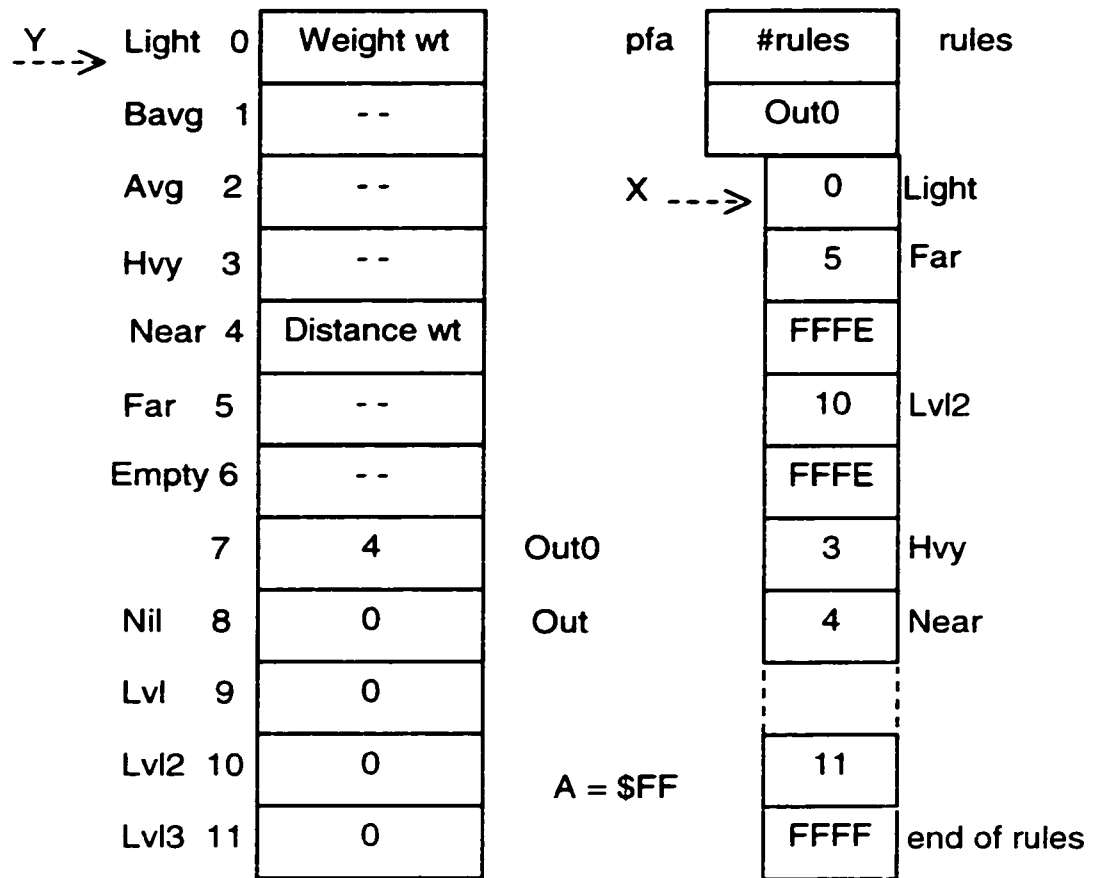 Y Light 0 Weight wt pfa #rules rules
Bavg 1 -- Out0
Avg 2 -- X 0 Light
Hvy 3 -- 5 Far
Near 4 Distance wt FFFE
Far 5 -- 10 Lvl2
Empty 6 -- FFFE
7 4 Out0 3 Hvy
Nil 8 0 Out 4 Near
Lvl 9 0
Lvl2 10 0 A = $FF 11
Lvl3 11 0 FFFF end of rules